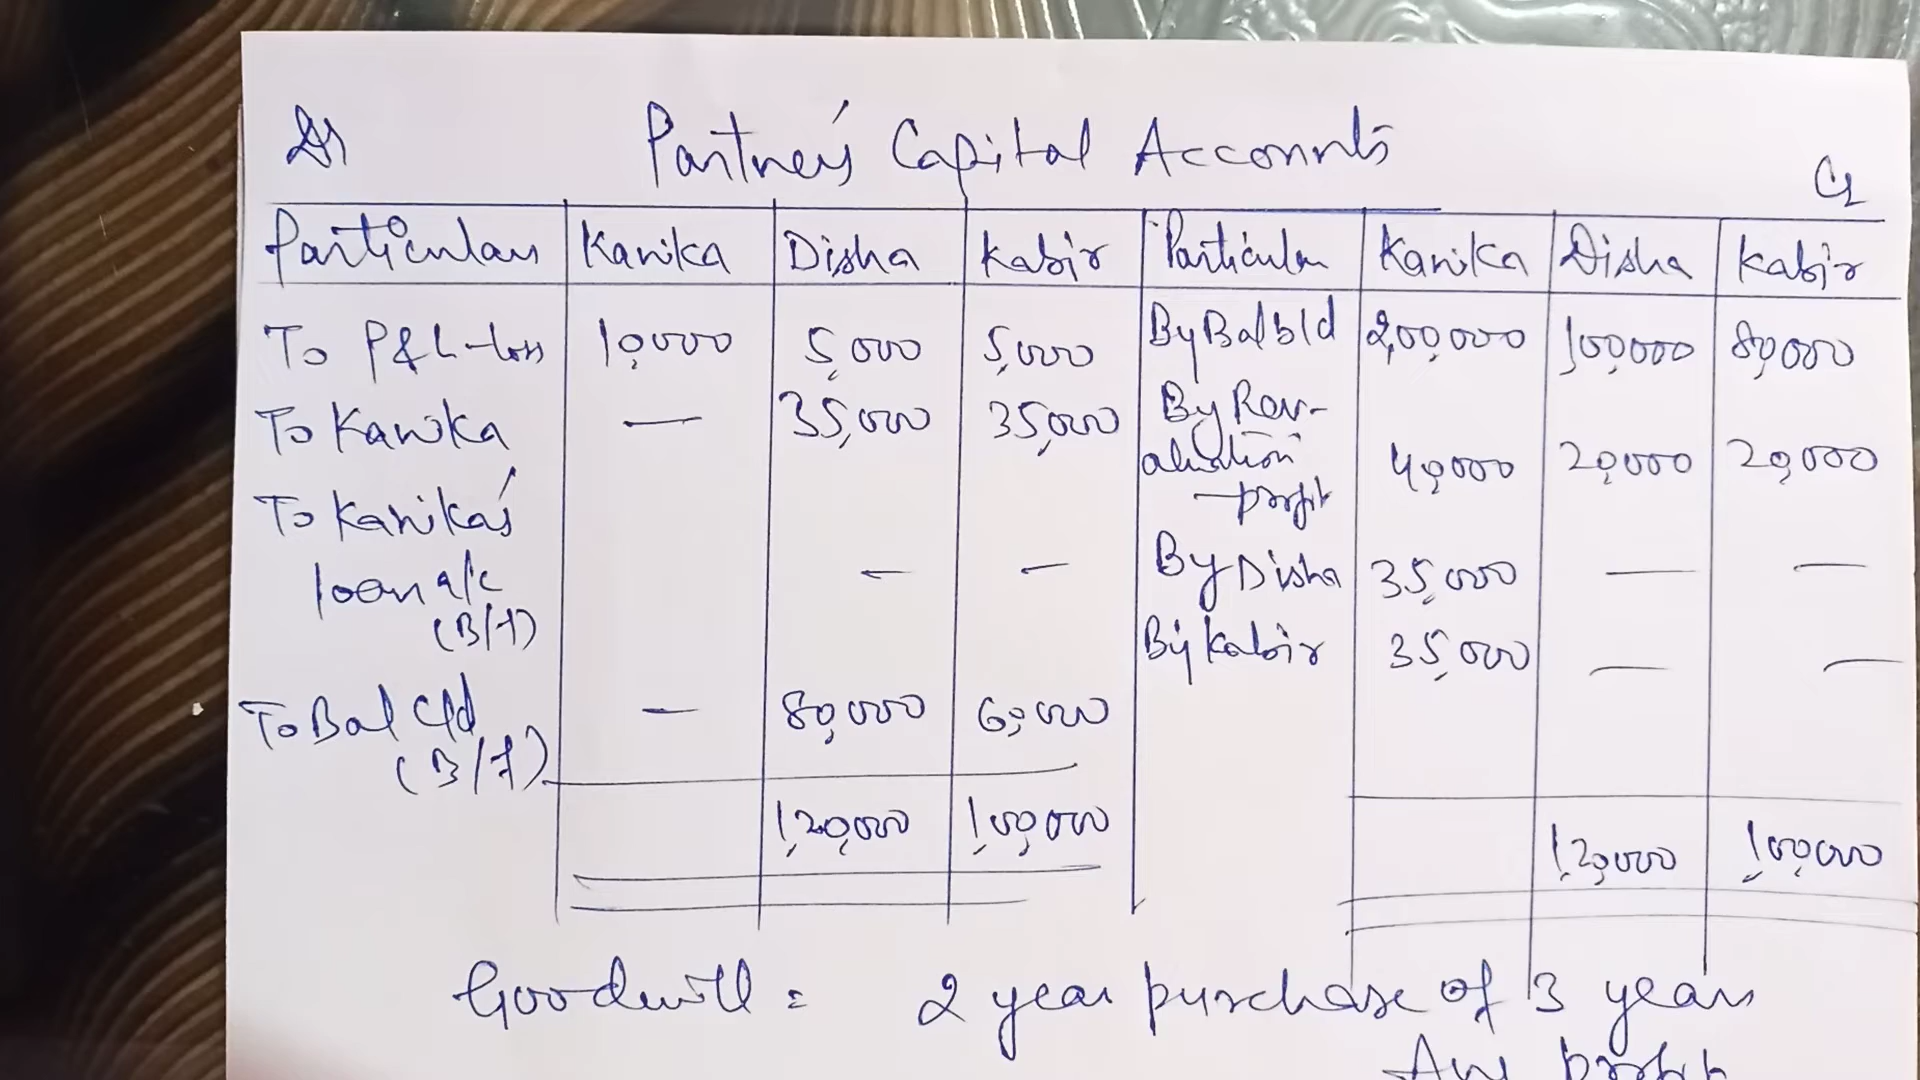 Dr Partner's Capital Accounts Cr
Particulars Kanika Disha Kabir Particulars Kanika Disha Kabir
To P&L-loss 10,000 5,000 5,000 By Bal b/d 2,00,000 1,00,000 80,000
To Kanika — 35,000 35,000 By Rev-
aluation 40,000 20,000 20,000
-profit
To Kanika's
loan a/c — — By Disha 35,000 — —
(B/f) By Kabir 35,000 — —
To Bal c/d — 80,000 60,000
(B/f)
1,20,000 1,00,000 1,20,000 1,00,000
Goodwill = 2 year purchase of 3 years